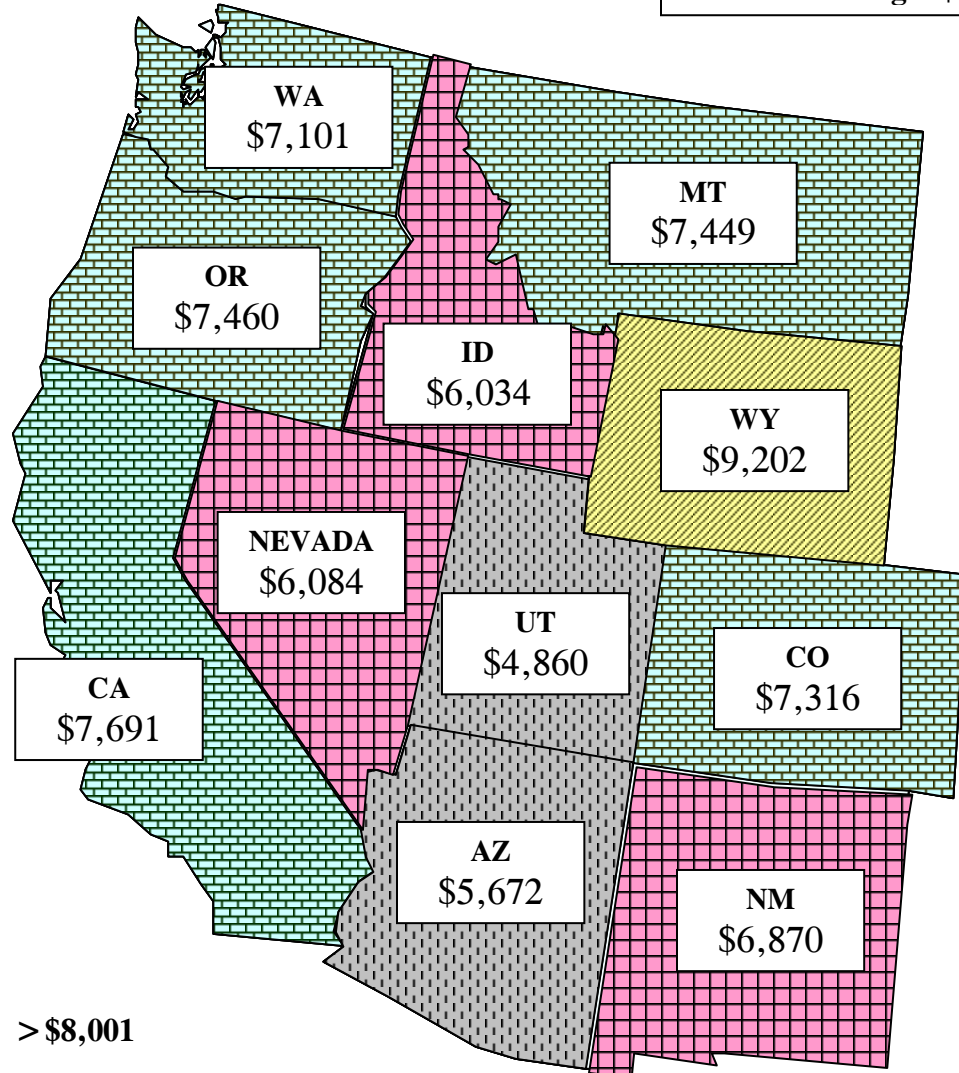 WA
$7,101
MT
$7,449
OR
$7,460
ID
$6,034
WY
$9,202
NEVADA
$6,084
UT
$4,860
CO
$7,316
CA
$7,691
AZ
$5,672
NM
$6,870
> $8,001